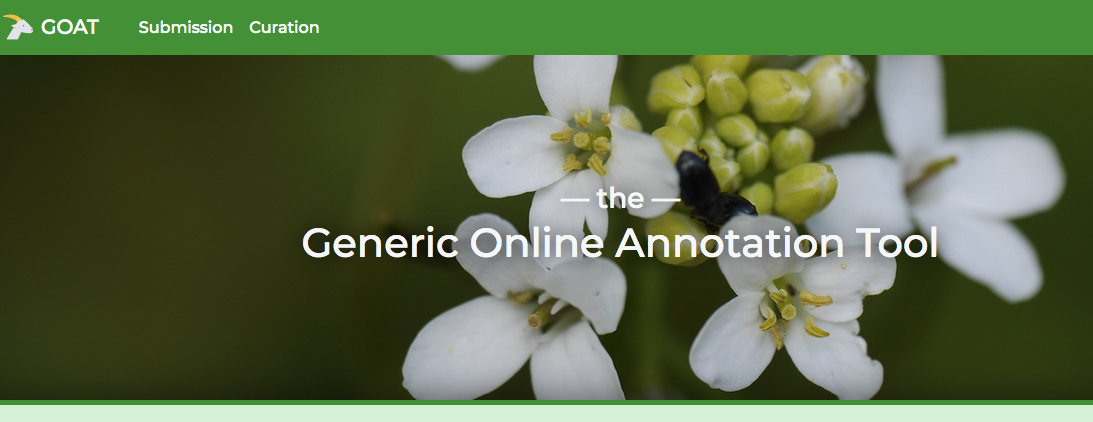 GOAT Submission Curation
— the —
Generic Online Annotation Tool